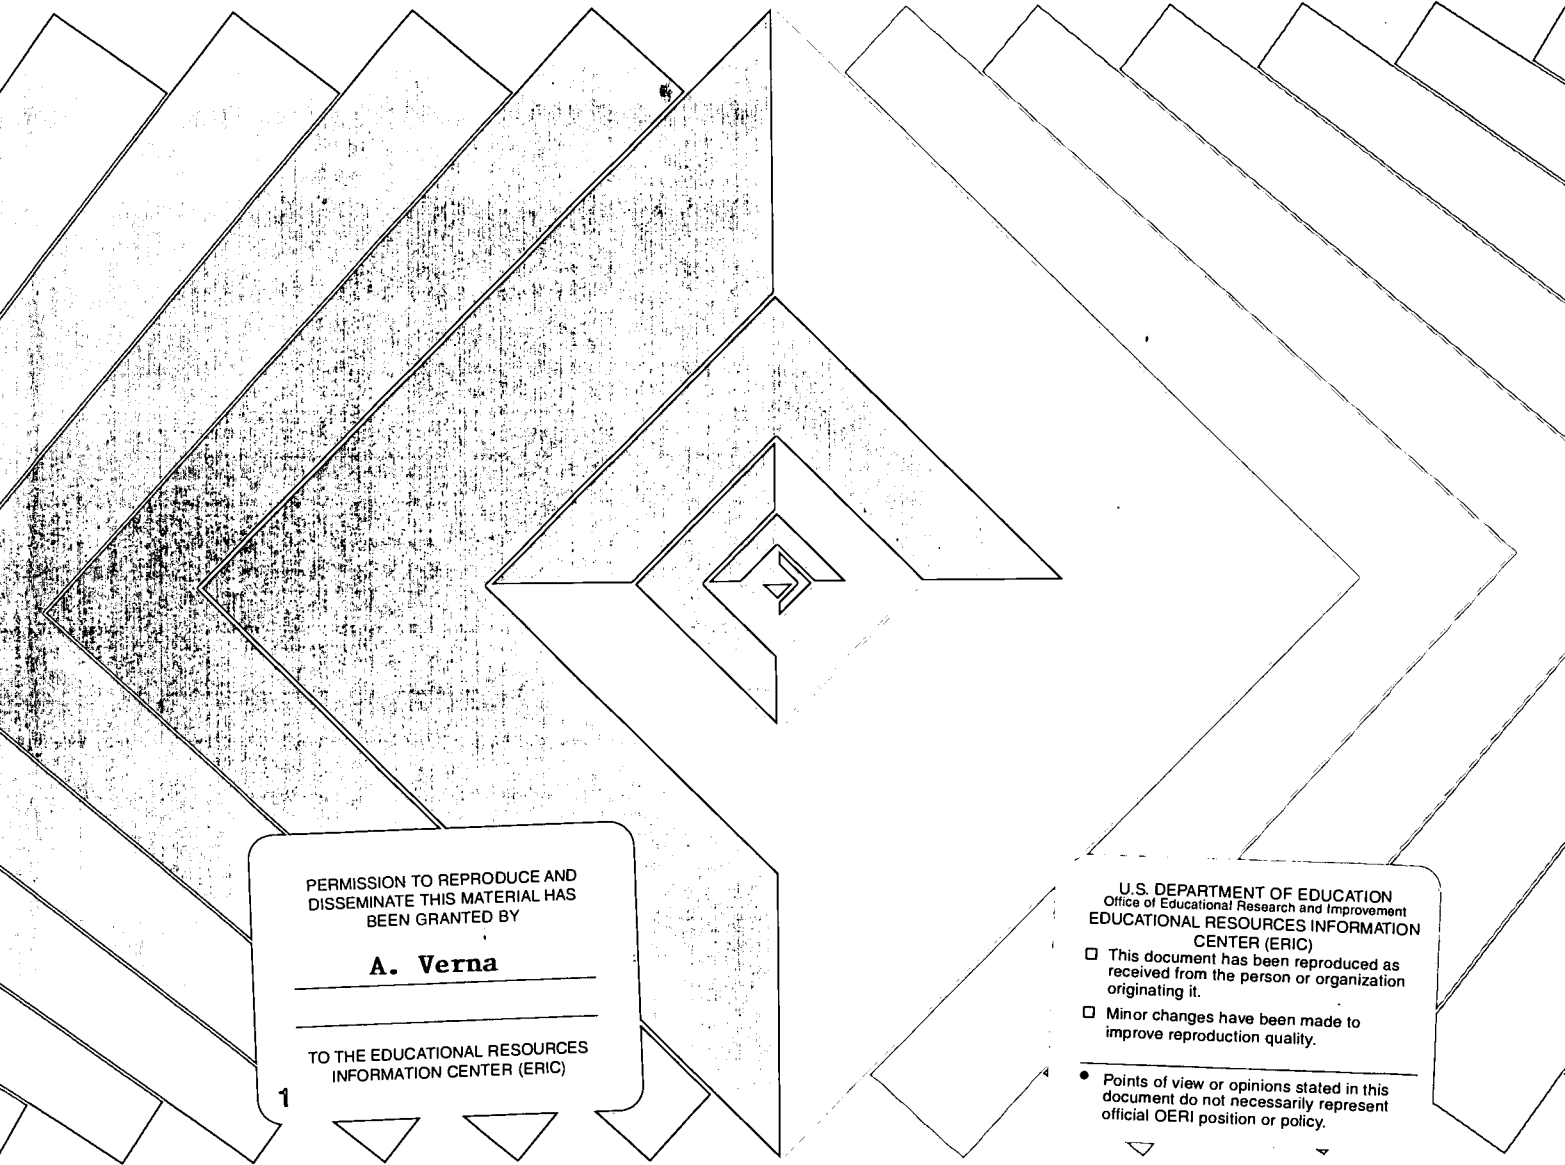 PERMISSION TO REPRODUCE AND
DISSEMINATE THIS MATERIAL HAS
BEEN GRANTED BY
A. Verna
TO THE EDUCATIONAL RESOURCES
INFORMATION CENTER (ERIC)
1
U.S. DEPARTMENT OF EDUCATION
Office of Educational Research and Improvement
EDUCATIONAL RESOURCES INFORMATION
CENTER (ERIC)
□ This document has been reproduced as
received from the person or organization
originating it.
□ Minor changes have been made to
improve reproduction quality.
● Points of view or opinions stated in this
document do not necessarily represent
official OERI position or policy.